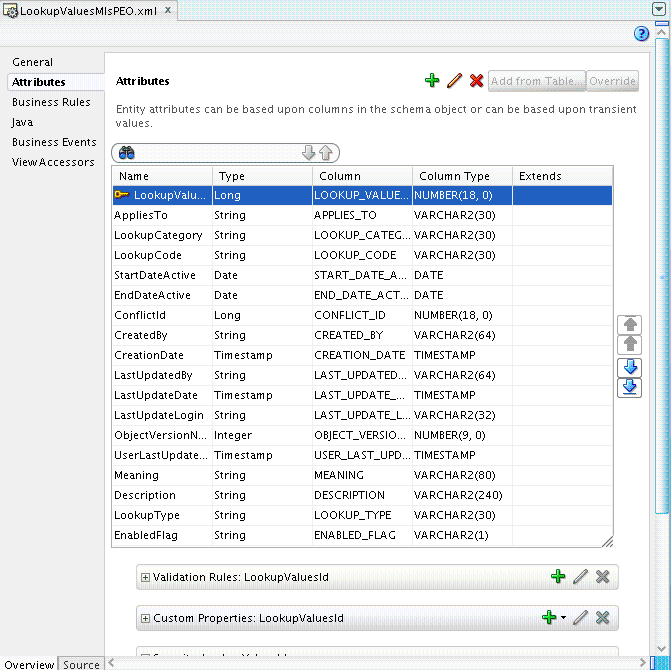 LookupValuesMlsPEO.xml
General
Attributes
Business Rules
Java
Business Events
View Accessors
Attributes
Add from Table... Override
Entity attributes can be based upon columns in the schema object or can be based upon transient
values.
Name Type Column Column Type Extends
LookupValu... Long LOOKUP_VALUE... NUMBER(18, 0)
AppliesTo String APPLIES_TO VARCHAR2(30)
LookupCategory String LOOKUP_CATEG... VARCHAR2(30)
LookupCode String LOOKUP_CODE VARCHAR2(30)
StartDateActive Date START_DATE_A... DATE
EndDateActive Date END_DATE_ACT... DATE
ConflictId Long CONFLICT_ID NUMBER(18, 0)
CreatedBy String CREATED_BY VARCHAR2(64)
CreationDate Timestamp CREATION_DATE TIMESTAMP
LastUpdatedBy String LAST_UPDATED... VARCHAR2(64)
LastUpdateDate Timestamp LAST_UPDATE_... TIMESTAMP
LastUpdateLogin String LAST_UPDATE_L... VARCHAR2(32)
ObjectVersionN... Integer OBJECT_VERSIO... NUMBER(9, 0)
UserLastUpdate... Timestamp USER_LAST_UPD... TIMESTAMP
Meaning String MEANING VARCHAR2(80)
Description String DESCRIPTION VARCHAR2(240)
LookupType String LOOKUP_TYPE VARCHAR2(30)
EnabledFlag String ENABLED_FLAG VARCHAR2(1)
Validation Rules: LookupValuesId
Custom Properties: LookupValuesId
Overview Source